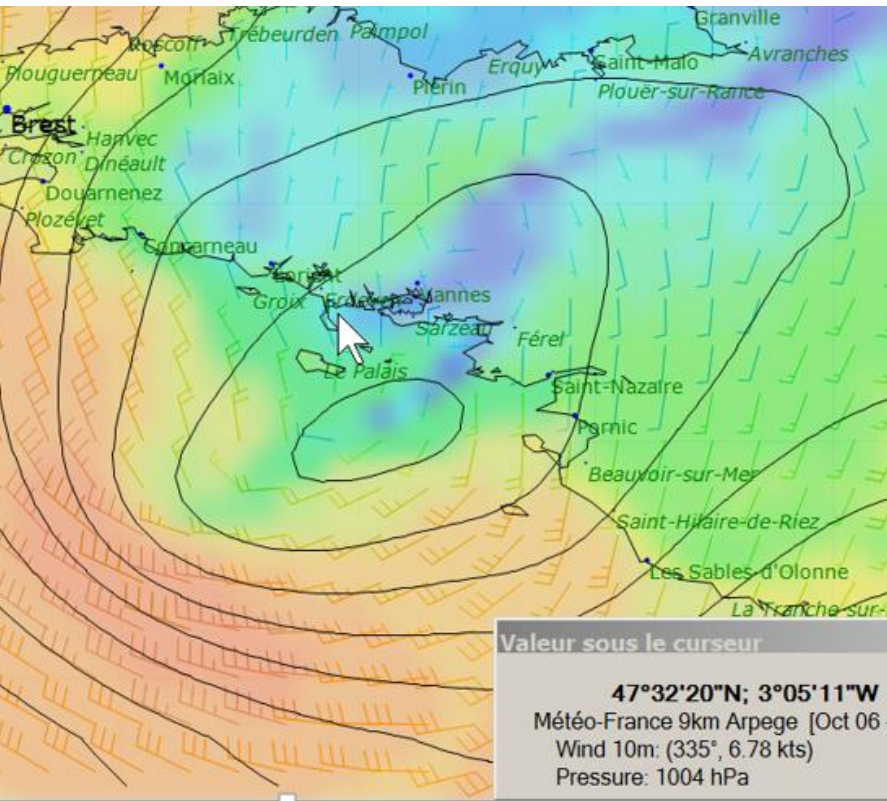 Granville
Trébeurden
Paimpol
Roscoff
Avranches
Erquy
Saint-Malo
Plouguerneau
Morlaix
Plérin
Plouër-sur-Rance
Brest
Hanvec
Crozon
Dinéault
Douarnenez
Plozévet
Concarneau
Lorient
Groix
Vannes
Sarzeau
Férel
Le Palais
Saint-Nazaire
Pornic
Beauvoir-sur-Mer
Saint-Hilaire-de-Riez
Les Sables-d'Olonne
La Tranche-sur-
Valeur sous le curseur
47°32'20"N; 3°05'11"W
Météo-France 9km Arpege [Oct 06
Wind 10m: (335°, 6.78 kts)
Pressure: 1004 hPa